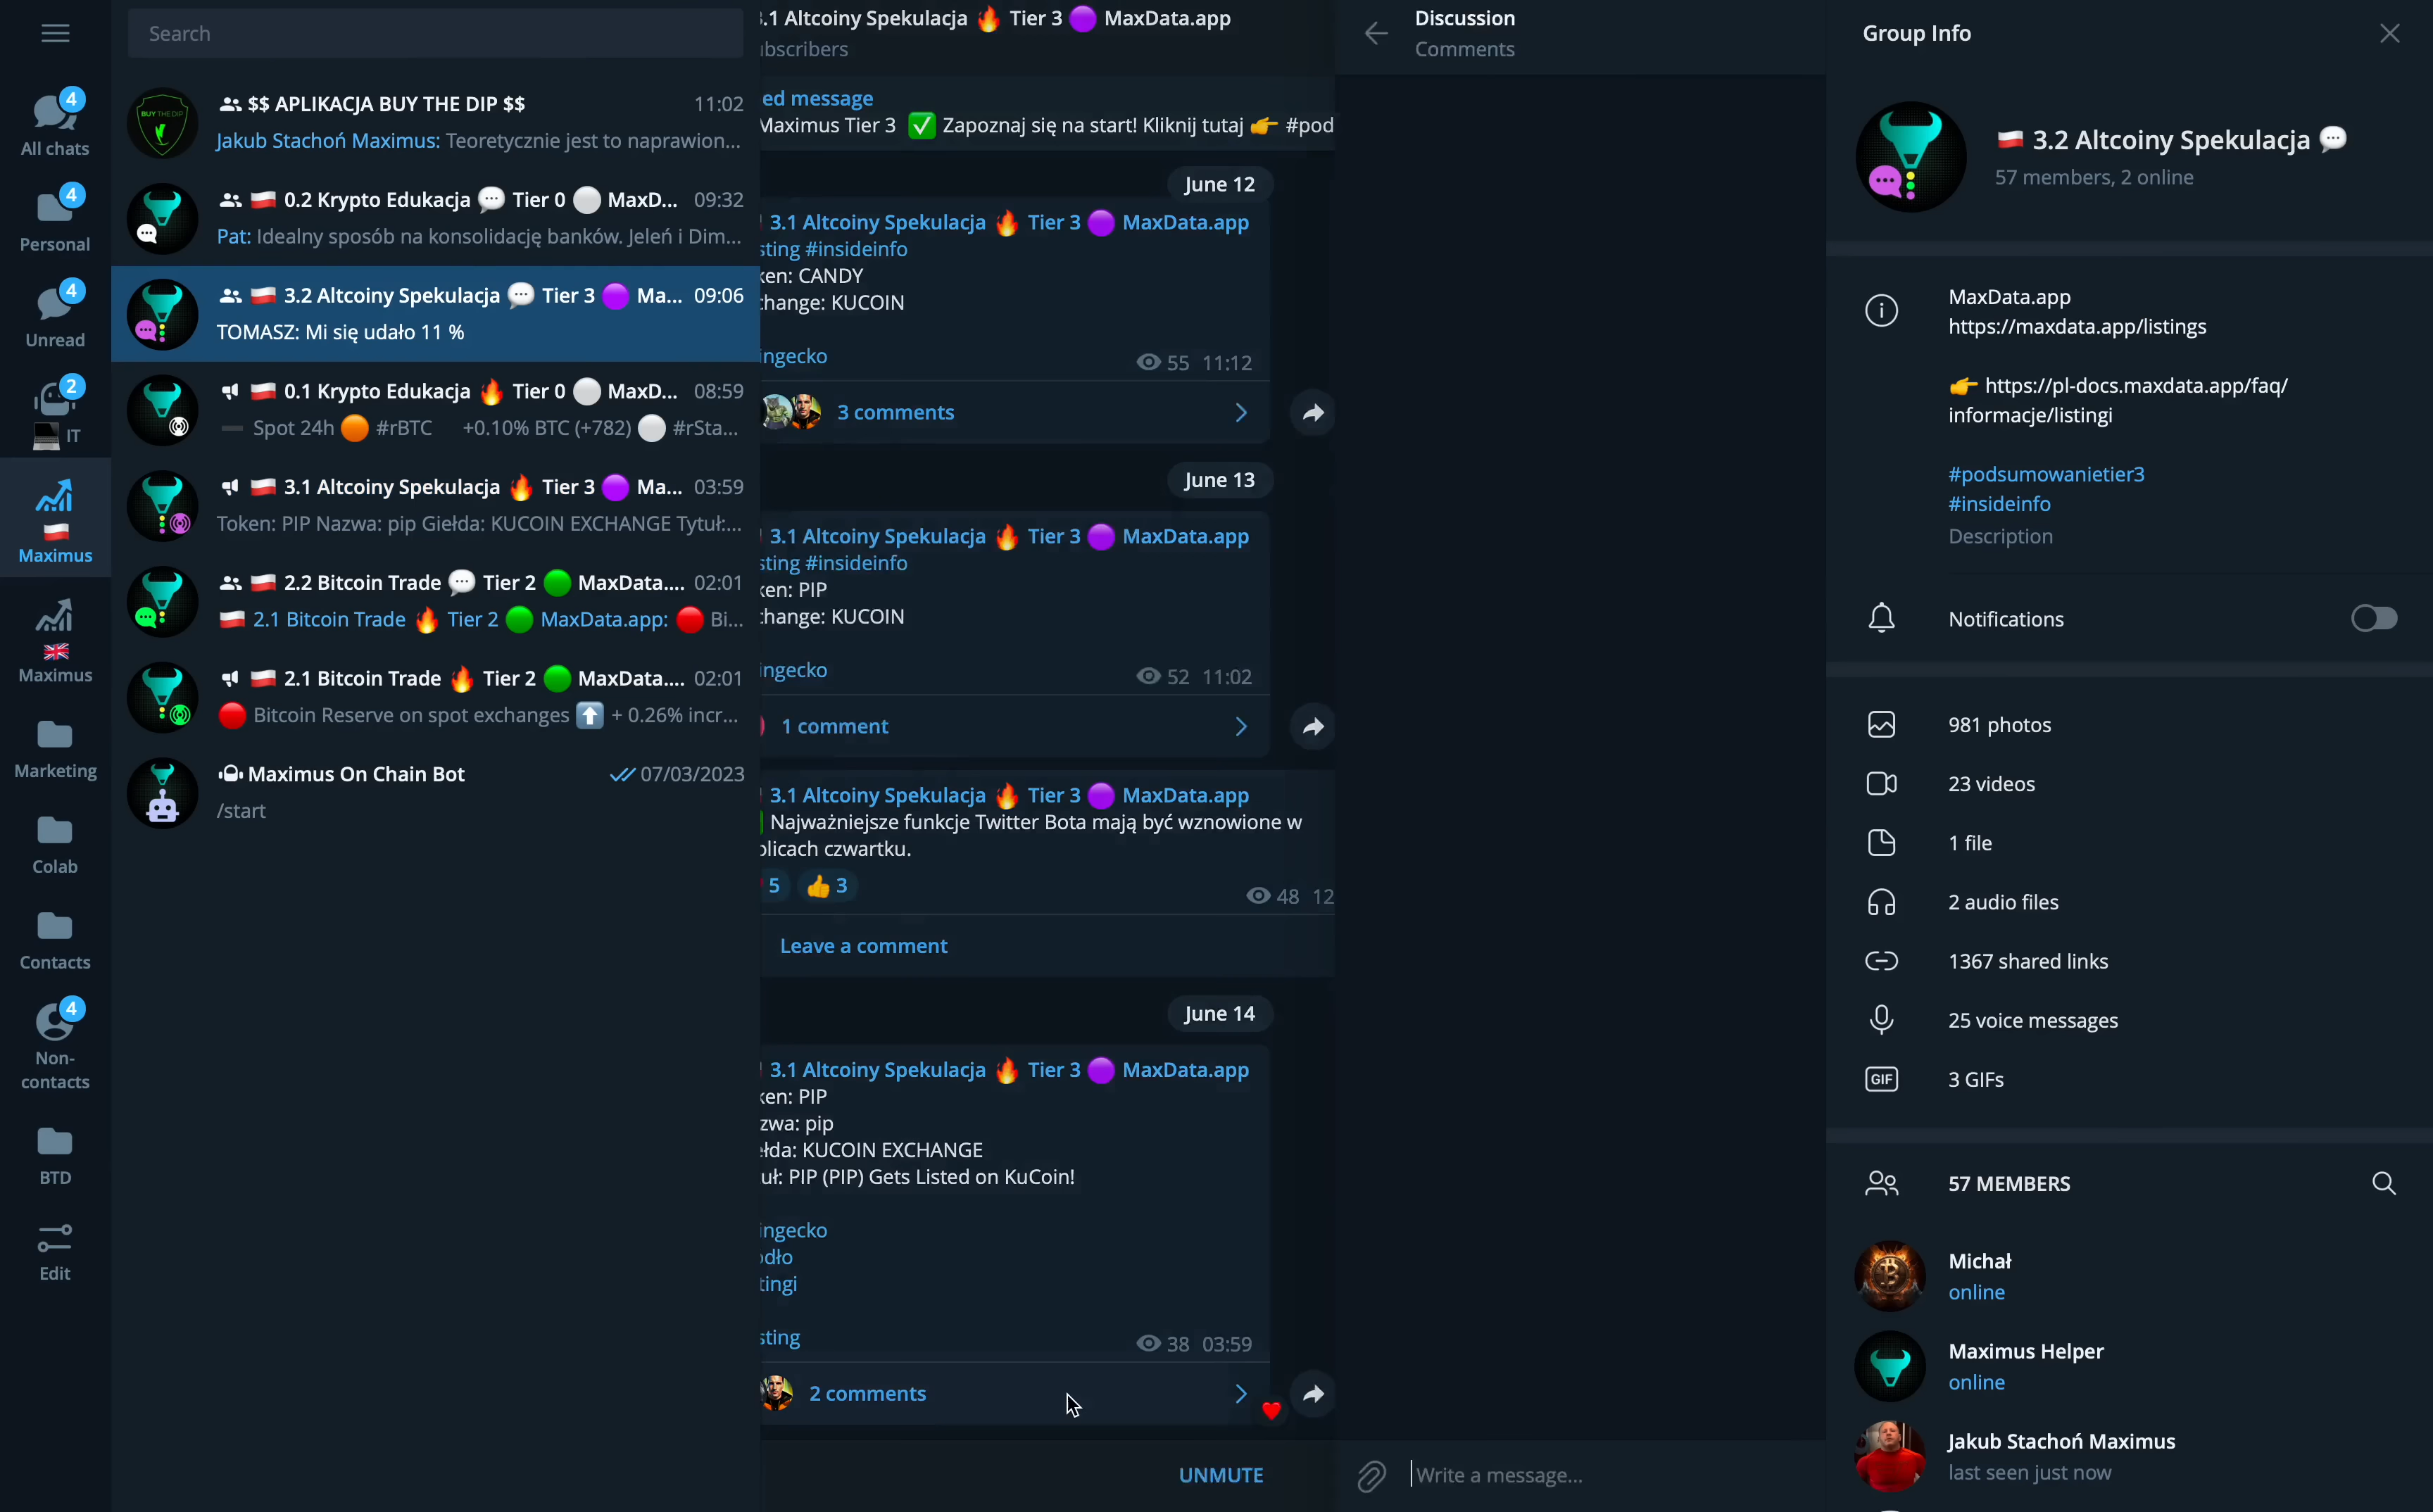 All chats
4
Personal
4
Unread
4
IT
2
Maximus
Maximus
Marketing
Colab
Contacts
Non-
contacts
4
BTD
Edit
Search
BUY THE DIP
$$ APLIKACJA BUY THE DIP $$ 11:02
Jakub Stachoń Maximus: Teoretycznie jest to naprawion...
🇵🇱 0.2 Krypto Edukacja 💬 Tier 0 ⚪ MaxD... 09:32
Pat: Idealny sposób na konsolidację banków. Jeleń i Dim...
🇵🇱 3.2 Altcoiny Spekulacja 💬 Tier 3 🟣 Ma... 09:06
TOMASZ: Mi się udało 11 %
🇵🇱 0.1 Krypto Edukacja 🔥 Tier 0 ⚪ MaxD... 08:59
➖ Spot 24h 🟠 #rBTC +0.10% BTC (+782) ⚪ #rSta...
🇵🇱 3.1 Altcoiny Spekulacja 🔥 Tier 3 🟣 Ma... 03:59
Token: PIP Nazwa: pip Giełda: KUCOIN EXCHANGE Tytuł:...
🇵🇱 2.2 Bitcoin Trade 💬 Tier 2 🟢 MaxData.... 02:01
🇵🇱 2.1 Bitcoin Trade 🔥 Tier 2 🟢 MaxData.app: 🔴 Bi...
🇵🇱 2.1 Bitcoin Trade 🔥 Tier 2 🟢 MaxData.... 02:01
🔴 Bitcoin Reserve on spot exchanges ⬆️ + 0.26% incr...
Maximus On Chain Bot 07/03/2023
/start
.1 Altcoiny Spekulacja 🔥 Tier 3 🟣 MaxData.app
ubscribers
ed message
Maximus Tier 3 ✅ Zapoznaj się na start! Kliknij tutaj 👉 #pod
June 12
3.1 Altcoiny Spekulacja 🔥 Tier 3 🟣 MaxData.app
sting #insideinfo
ken: CANDY
change: KUCOIN
ingecko
55 11:12
3 comments
June 13
3.1 Altcoiny Spekulacja 🔥 Tier 3 🟣 MaxData.app
sting #insideinfo
ken: PIP
change: KUCOIN
ingecko
52 11:02
1 comment
3.1 Altcoiny Spekulacja 🔥 Tier 3 🟣 MaxData.app
Najważniejsze funkcje Twitter Bota mają być wznowione w
olicach czwartku.
5 👍 3
48 12
Leave a comment
June 14
3.1 Altcoiny Spekulacja 🔥 Tier 3 🟣 MaxData.app
ken: PIP
zwa: pip
ełda: KUCOIN EXCHANGE
uł: PIP (PIP) Gets Listed on KuCoin!
ingecko
odło
tingi
sting
38 03:59
2 comments
UNMUTE
Discussion
Comments
Write a message...
Group Info
🇵🇱 3.2 Altcoiny Spekulacja 💬
57 members, 2 online
MaxData.app
https://maxdata.app/listings
👉 https://pl-docs.maxdata.app/faq/
informacje/listingi
#podsumowanietier3
#insideinfo
Description
Notifications
981 photos
23 videos
1 file
2 audio files
1367 shared links
25 voice messages
GIF
3 GIFs
57 MEMBERS
Michał
online
Maximus Helper
online
Jakub Stachoń Maximus
last seen just now